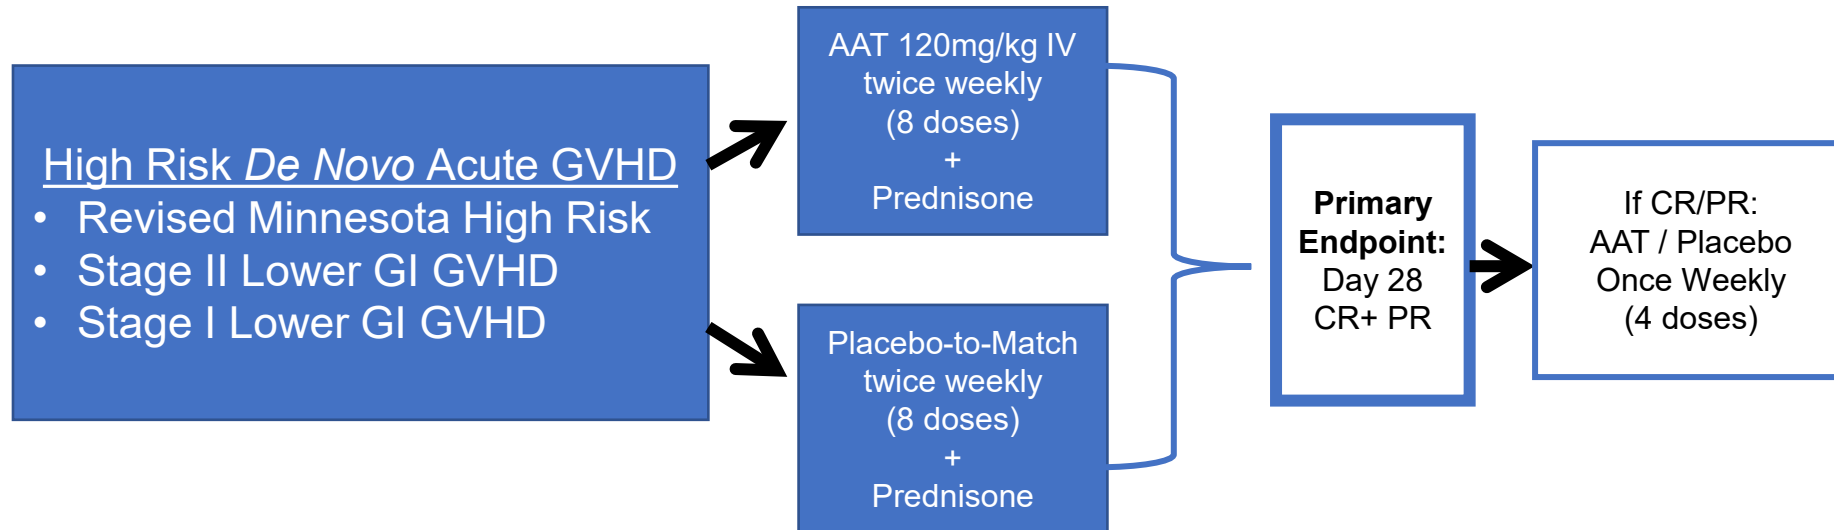 High Risk De Novo Acute GVHD
• Revised Minnesota High Risk
• Stage II Lower GI GVHD
• Stage I Lower GI GVHD
AAT 120mg/kg IV
twice weekly
(8 doses)
+
Prednisone
Placebo-to-Match
twice weekly
(8 doses)
+
Prednisone
Primary
Endpoint:
Day 28
CR+ PR
If CR/PR:
AAT / Placebo
Once Weekly
(4 doses)